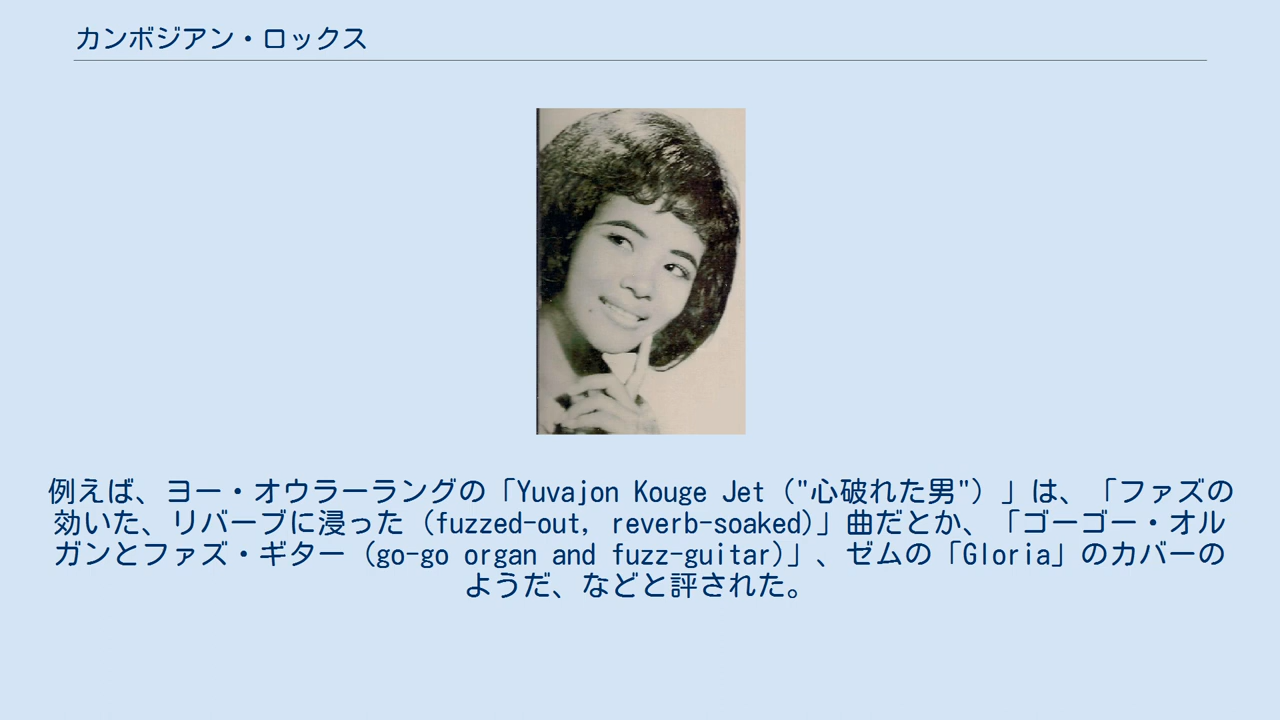 カンボジアン・ロックス
例えば、ヨー・オウラーラングの「Yuvajon Kouge Jet（"心破れた男"）」は、「ファズの
効いた、リバーブに浸った（fuzzed-out, reverb-soaked)」曲だとか、「ゴーゴー・オル
ガンとファズ・ギター（go-go organ and fuzz-guitar)」、ゼムの「Gloria」のカバーの
ようだ、などと評された。